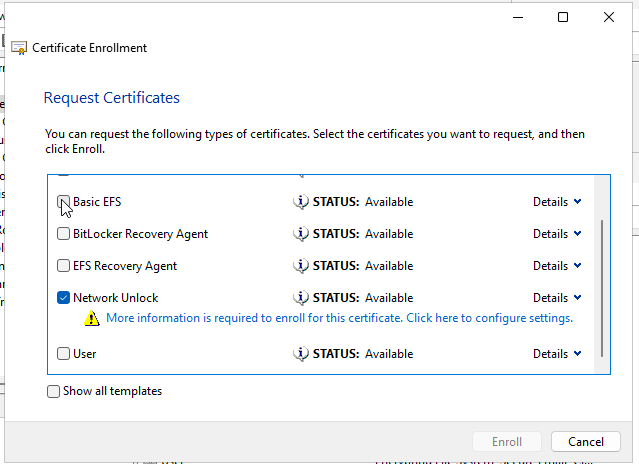 Certificate Enrollment
Request Certificates
You can request the following types of certificates. Select the certificates you want to request, and then
click Enroll.
Basic EFS STATUS: Available Details
BitLocker Recovery Agent STATUS: Available Details
EFS Recovery Agent STATUS: Available Details
Network Unlock STATUS: Available Details
More information is required to enroll for this certificate. Click here to configure settings.
User STATUS: Available Details
Show all templates
Enroll Cancel